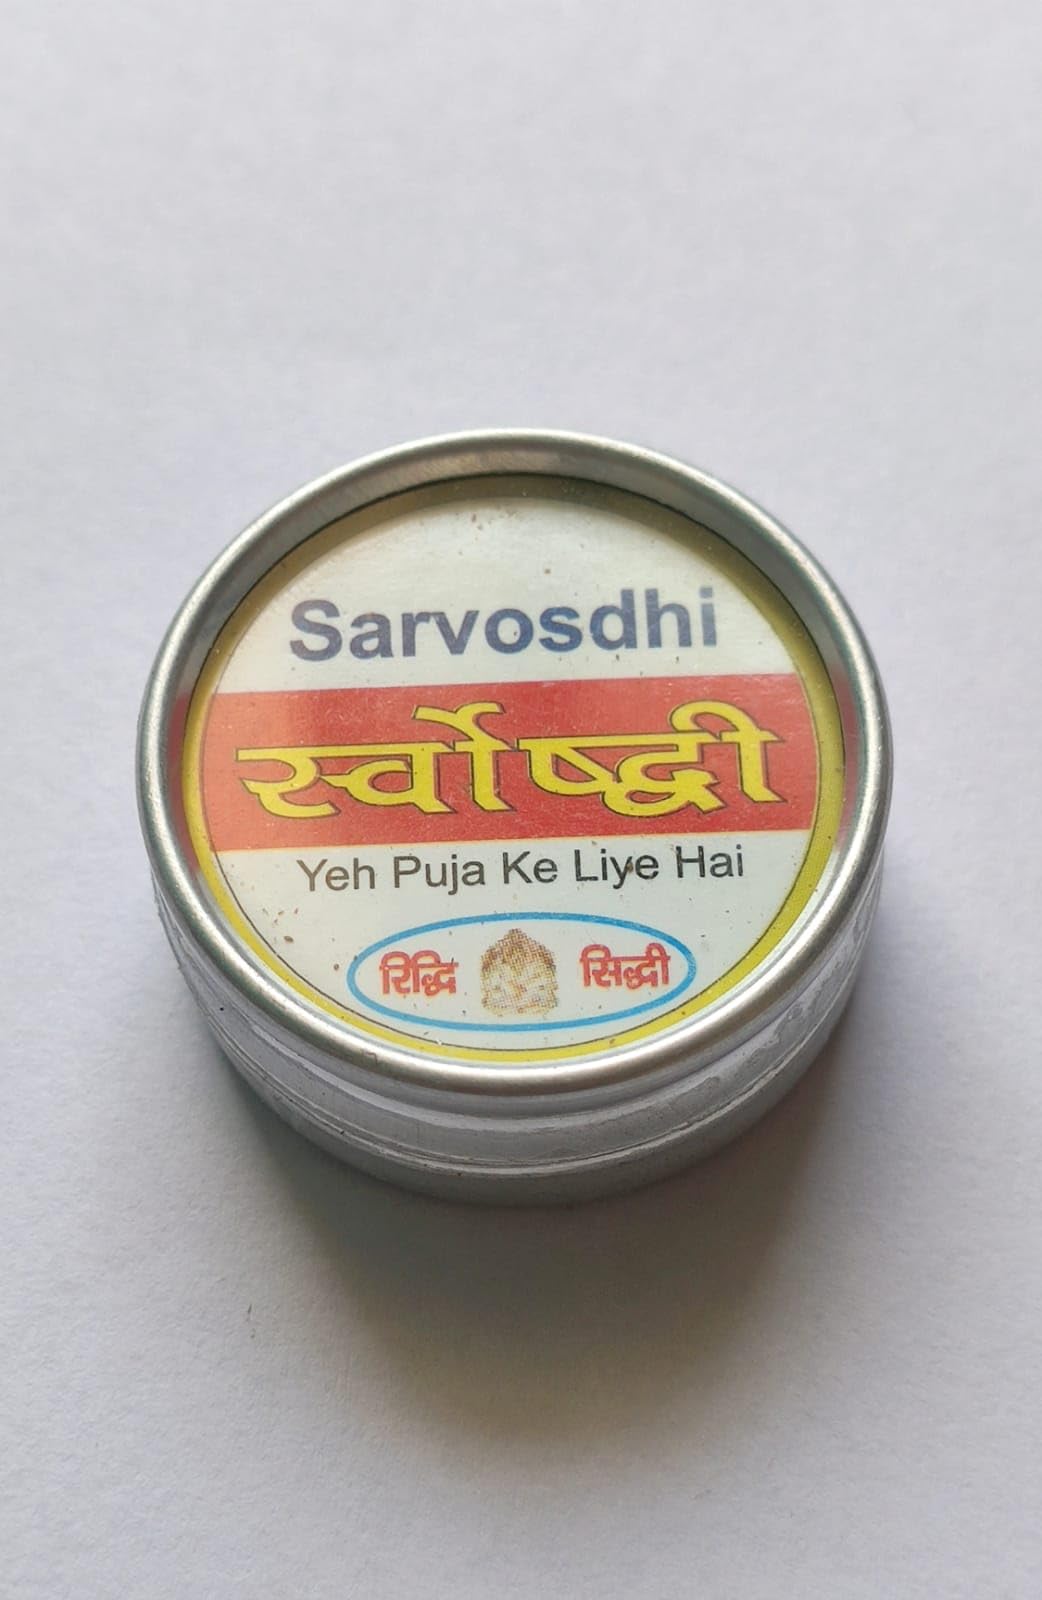 Sarvosdhi
र्स्वोष्द्वी
Yeh Puja Ke Liye Hai
रिद्धि सिद्धी